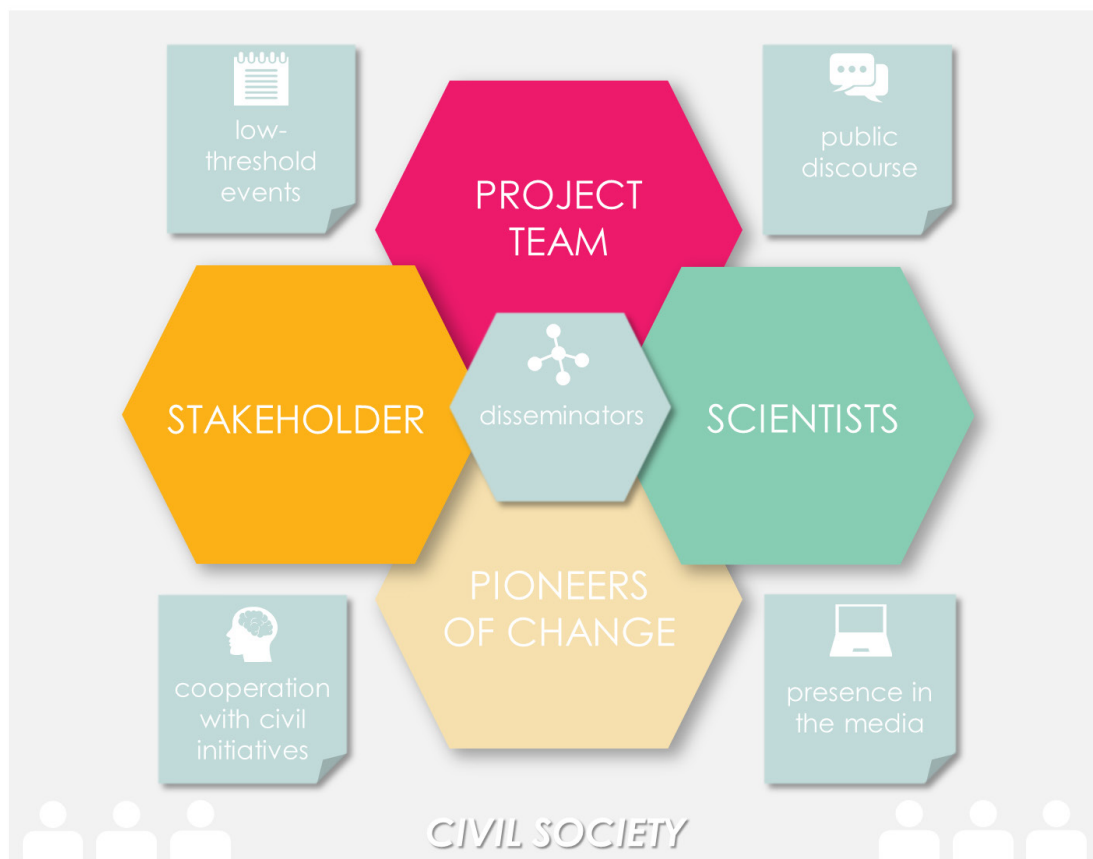 low-
threshold
events
public
discourse
PROJECT
TEAM
STAKEHOLDER
disseminators
SCIENTISTS
PIONEERS
OF CHANGE
cooperation
with civil
initiatives
presence in
the media
CIVIL SOCIETY